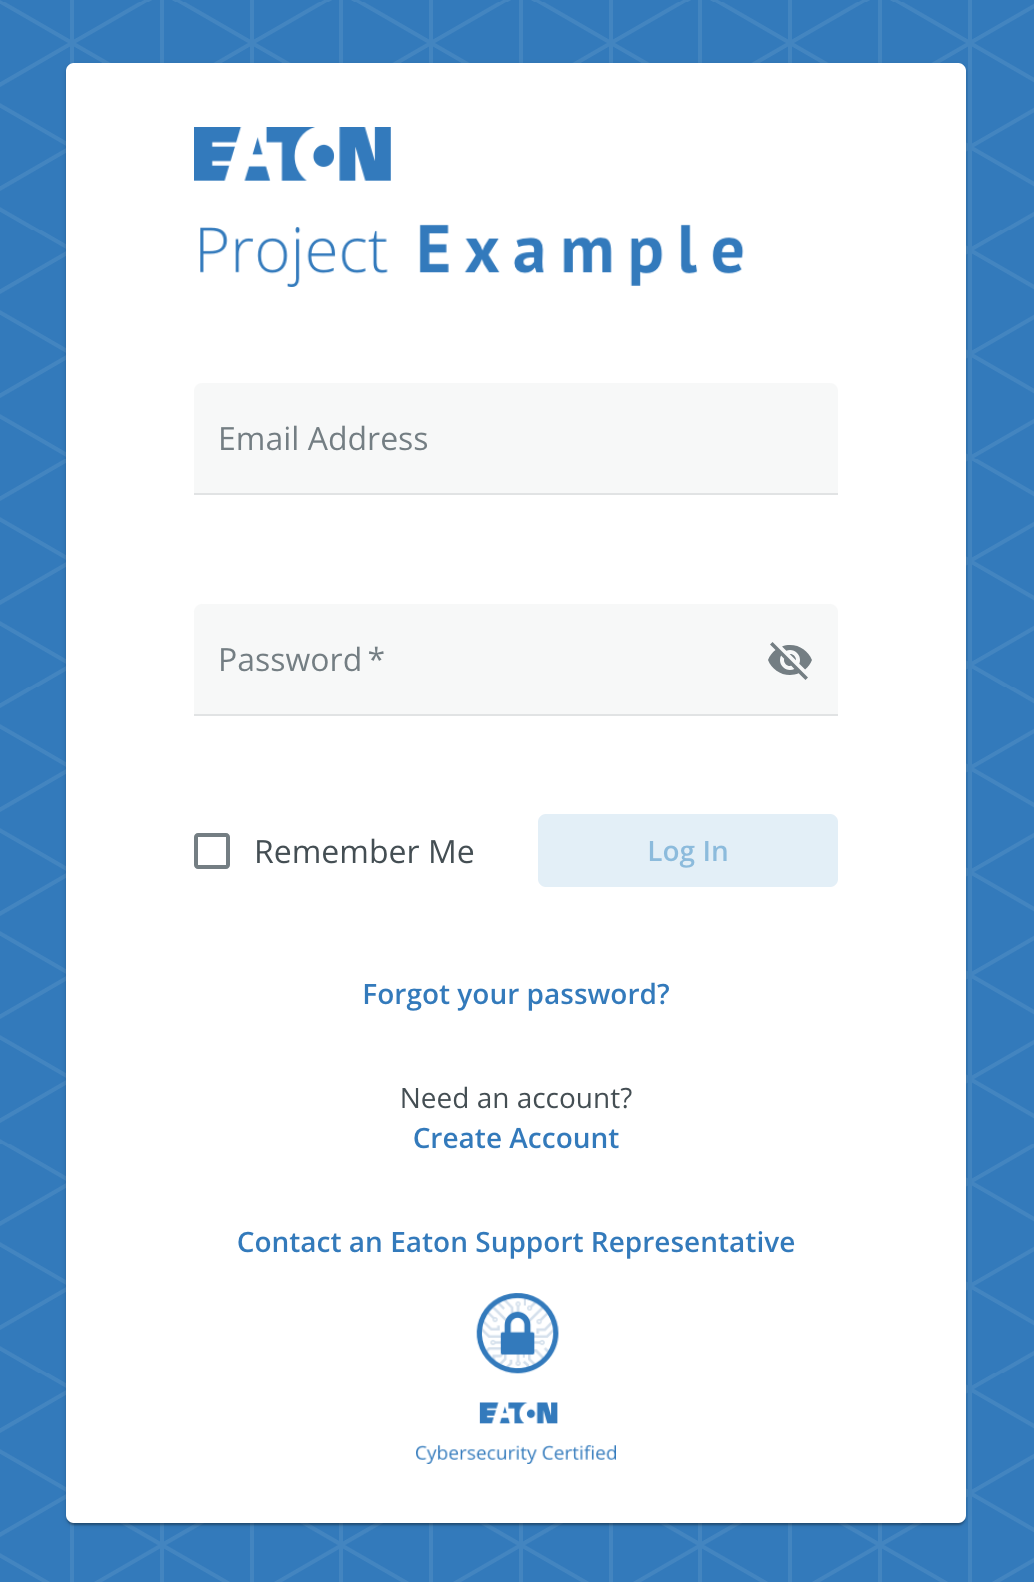 EATON
Project Example
Email Address
Password *
Remember Me
Log In
Forgot your password?
Need an account?
Create Account
Contact an Eaton Support Representative
EATON
Cybersecurity Certified